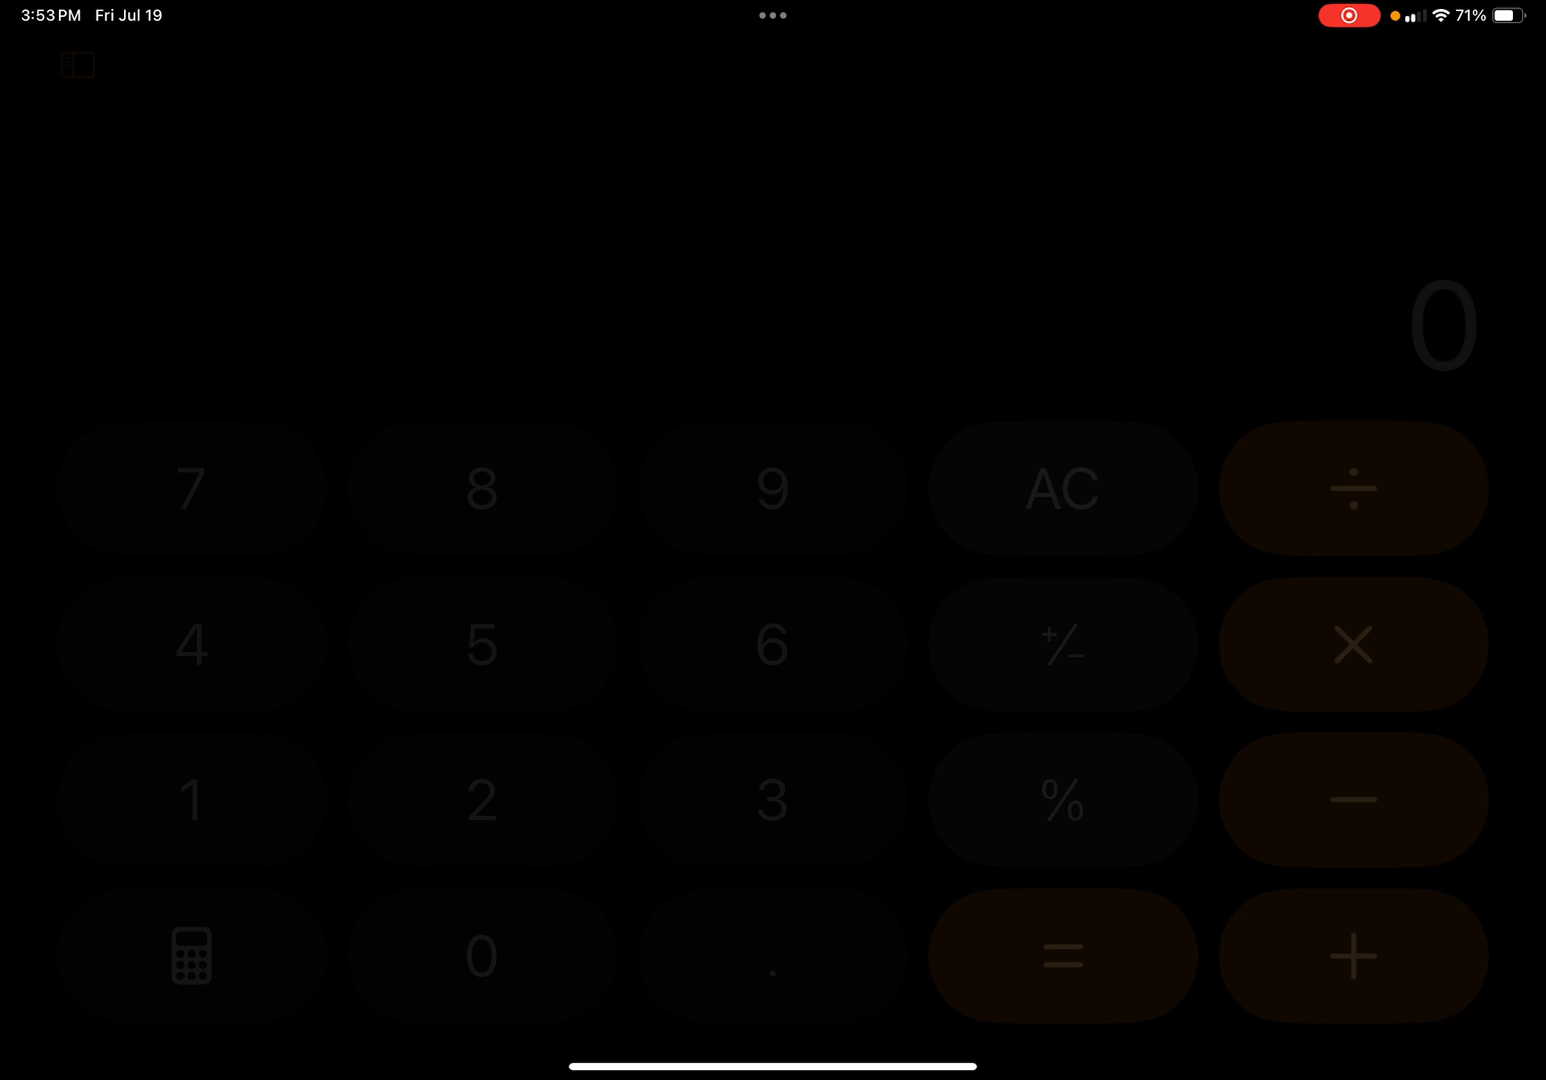 3:53 PM Fri Jul 19 71%
0
7 8 9 AC ÷
4 5 6 +/− ×
1 2 3 % −
0 . = +